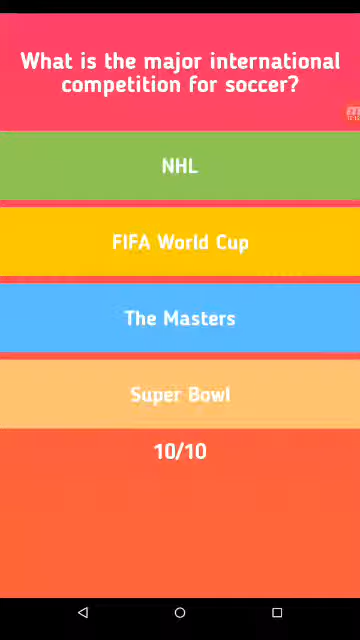 What is the major international
competition for soccer?
NHL
FIFA World Cup
The Masters
Super Bowl
10/10